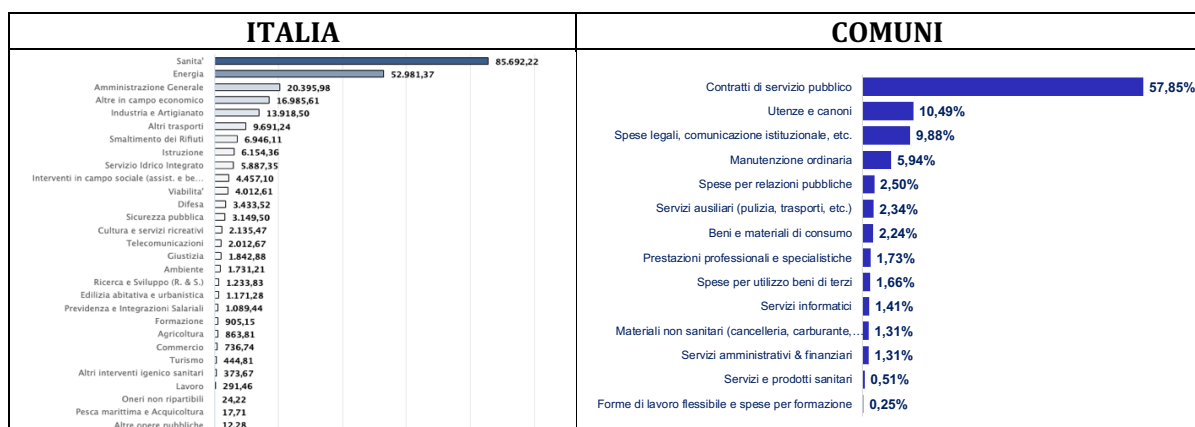 ITALIA
Sanita' 85.692,22
Energia 52.981,37
Amministrazione Generale 20.395,98
Altre in campo economico 16.985,61
Industria e Artigianato 13.918,50
Altri trasporti 9.691,24
Smaltimento dei Rifiuti 6.946,11
Istruzione 6.154,36
Servizio Idrico Integrato 5.887,35
Interventi in campo sociale (assist. e be... 4.457,10
Viabilita' 4.012,61
Difesa 3.433,52
Sicurezza pubblica 3.149,50
Cultura e servizi ricreativi 2.135,47
Telecomunicazioni 2.012,67
Giustizia 1.842,88
Ambiente 1.731,21
Ricerca e Sviluppo (R. & S.) 1.233,83
Edilizia abitativa e urbanistica 1.171,28
Previdenza e Integrazioni Salariali 1.089,44
Formazione 905,15
Agricoltura 863,81
Commercio 736,74
Turismo 444,81
Altri interventi igenico sanitari 373,67
Lavoro 291,46
Oneri non ripartibili 24,22
Pesca marittima e Acquicoltura 17,71
Altre opere pubbliche 12,28
COMUNI
Contratti di servizio pubblico 57,85%
Utenze e canoni 10,49%
Spese legali, comunicazione istituzionale, etc. 9,88%
Manutenzione ordinaria 5,94%
Spese per relazioni pubbliche 2,50%
Servizi ausiliari (pulizia, trasporti, etc.) 2,34%
Beni e materiali di consumo 2,24%
Prestazioni professionali e specialistiche 1,73%
Spese per utilizzo beni di terzi 1,66%
Servizi informatici 1,41%
Materiali non sanitari (cancelleria, carburante,... 1,31%
Servizi amministrativi & finanziari 1,31%
Servizi e prodotti sanitari 0,51%
Forme di lavoro flessibile e spese per formazione 0,25%